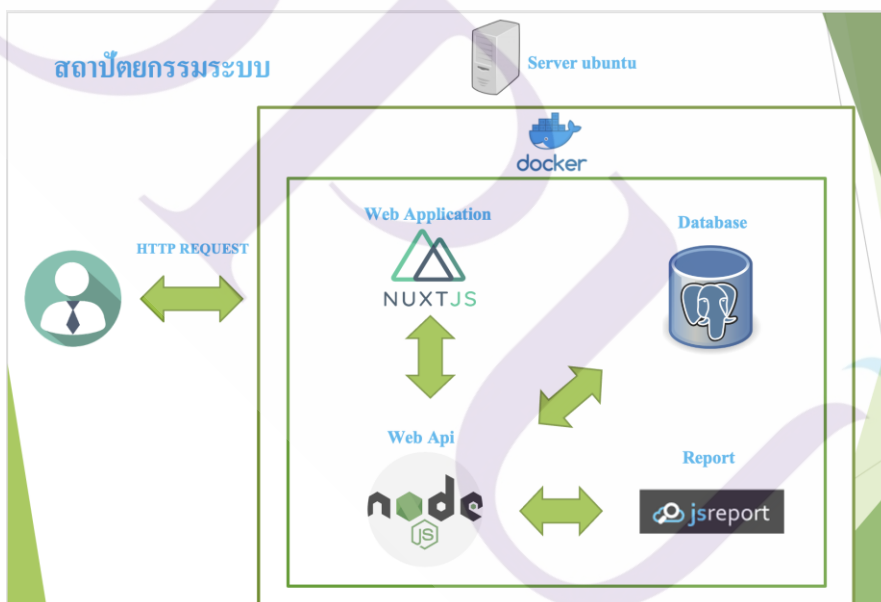 สถาปัตยกรรมระบบ
Server ubuntu
docker
Web Application
NUXTJS
Database
HTTP REQUEST
Web Api
node
JS
Report
jsreport